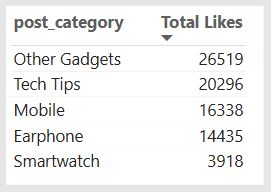 post_category Total Likes
Other Gadgets 26519
Tech Tips 20296
Mobile 16338
Earphone 14435
Smartwatch 3918